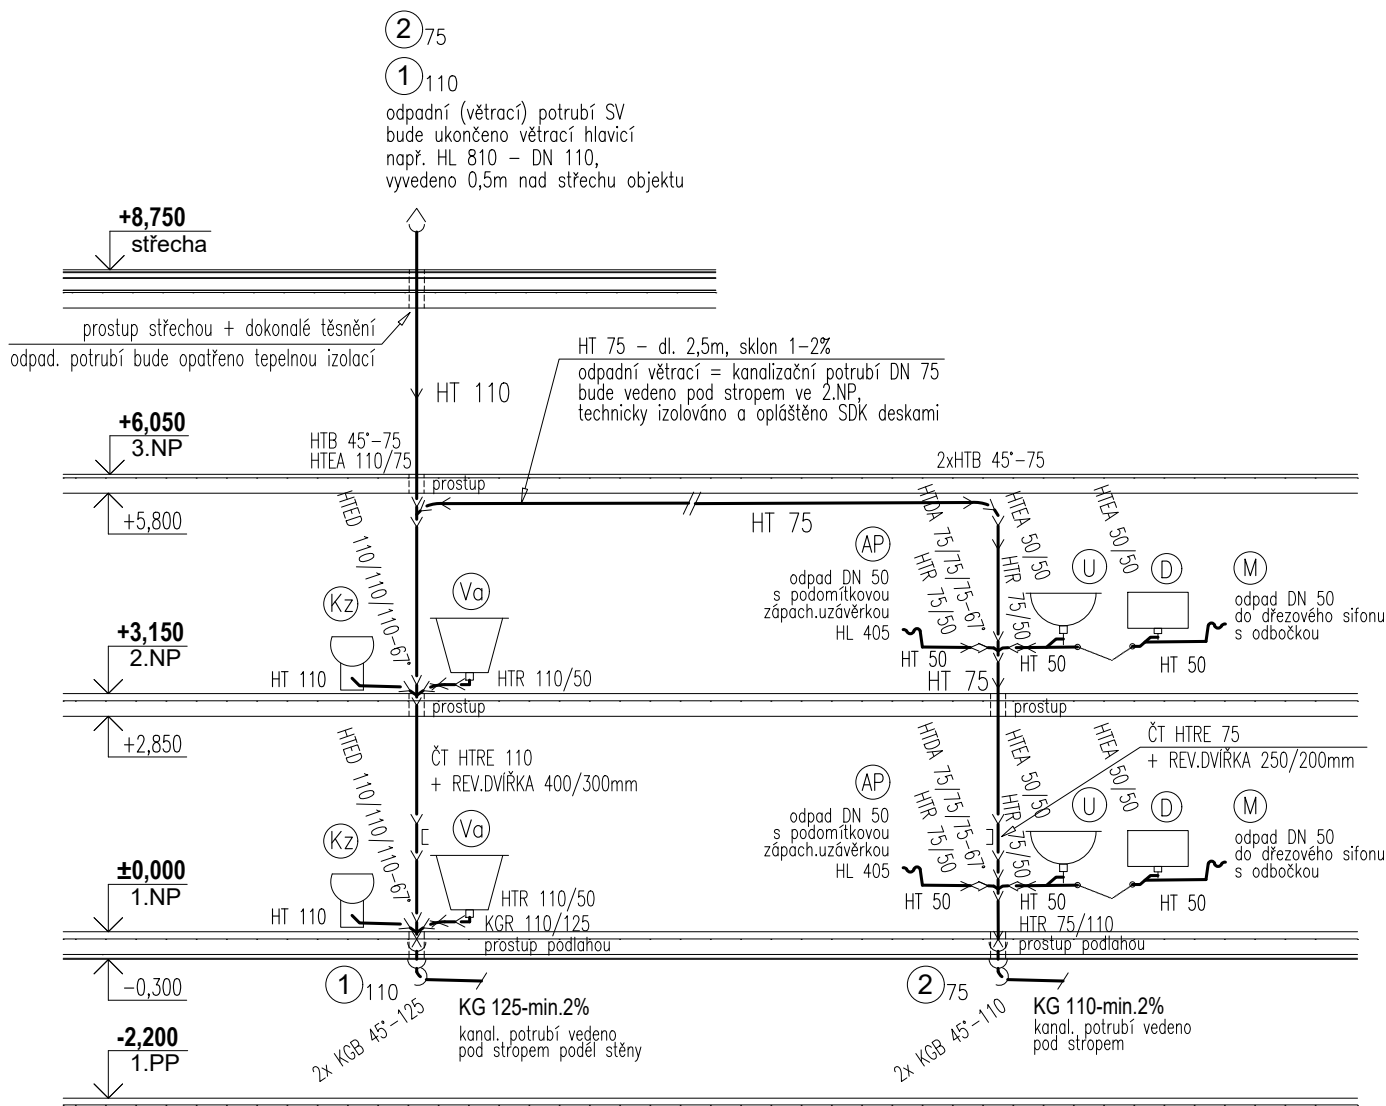 2 75
1 110
odpadní (větrací) potrubí SV
bude ukončeno větrací hlavicí
např. HL 810 – DN 110,
vyvedeno 0,5m nad střechu objektu
+8,750
střecha
prostup střechou + dokonalé těsnění
odpad. potrubí bude opatřeno tepelnou izolací
HT 75 – dl. 2,5m, sklon 1–2%
odpadní větrací = kanalizační potrubí DN 75
bude vedeno pod stropem ve 2.NP,
technicky izolováno a opláštěno SDK deskami
HT 110
+6,050
3.NP
HTB 45°–75
HTEA 110/75
2xHTB 45°–75
prostup
+5,800
HT 75
HTED 110/110/110–67°
HTDA 75/75/75–67°
HTR 75/50
HTEA 50/50
HTR 75/50
HTEA 50/50
AP
odpad DN 50
s podomítkovou
zápach.uzávěrkou
HL 405
U
D
M
odpad DN 50
do dřezového sifonu
s odbočkou
Kz
Va
+3,150
2.NP
HT 110
HTR 110/50
HT 50
HT 50
HT 50
HT 75
prostup
prostup
+2,850
ČT HTRE 110
+ REV.DVÍŘKA 400/300mm
ČT HTRE 75
+ REV.DVÍŘKA 250/200mm
HTED 110/110/110–67°
HTDA 75/75/75–67°
HTR 75/50
HTEA 50/50
HTR 75/50
HTEA 50/50
AP
odpad DN 50
s podomítkovou
zápach.uzávěrkou
HL 405
U
D
M
odpad DN 50
do dřezového sifonu
s odbočkou
Kz
Va
±0,000
1.NP
HT 110
HTR 110/50
KGR 110/125
prostup podlahou
HT 50
HT 50
HT 50
HTR 75/110
prostup podlahou
-0,300
1 110
KG 125-min.2%
kanal. potrubí vedeno
pod stropem podél stěny
2x KGB 45°–125
2 75
KG 110-min.2%
kanal. potrubí vedeno
pod stropem
2x KGB 45°–110
-2,200
1.PP